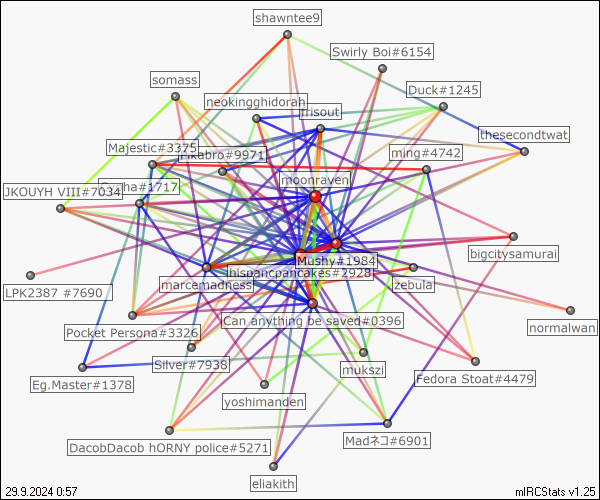 shawntee9
Swirly Boi#6154
somass
Duck#1245
neokingghidorah
frisout
thesecondtwat
Majestic#3375
Pikabro#9971
ming#4742
moonraven
JKOUYH VIII#7034
#1717
bigcitysamurai
Mushy#1984
hispancpancakes#2928
LPK2387 #7690
marcemadness
zebula
Pocket Persona#3326
Can anything be saved#0396
normalwan
Silver#7938
mukszi
Eg.Master#1378
Fedora Stoat#4479
yoshimanden
DacobDacob hORNY police#5271
Madネコ#6901
eliakith
29.9.2024 0:57
mIRCStats v1.25